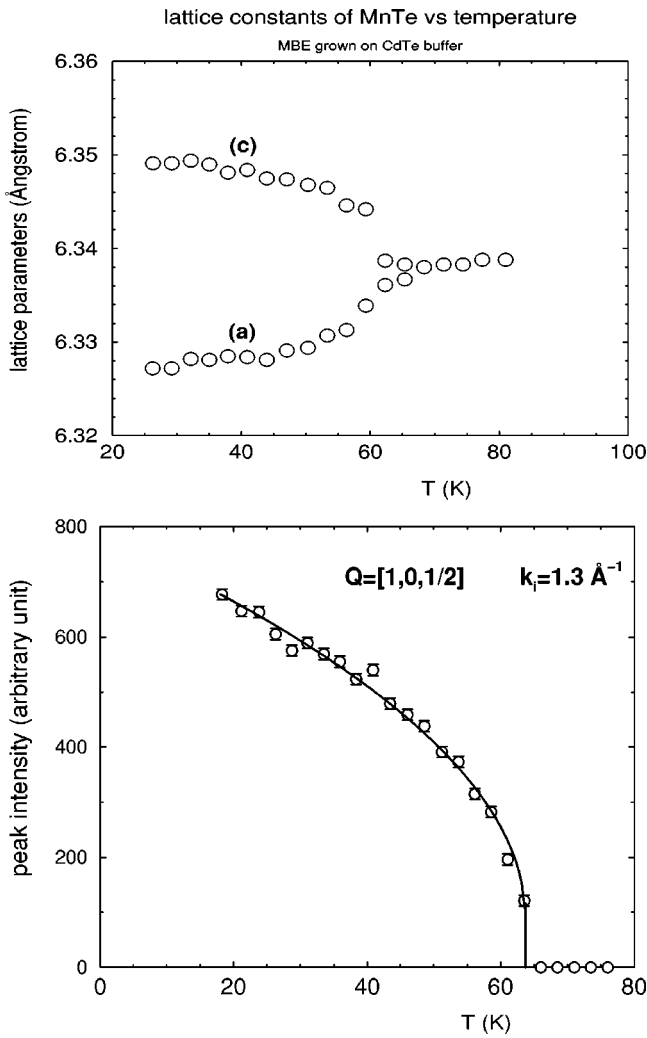 lattice constants of MnTe vs temperature
MBE grown on CdTe buffer
lattice parameters (Ångstrom)
6.36
6.35
6.34
6.33
6.32
(c)
(a)
20
40
60
80
100
T (K)
peak intensity (arbitrary unit)
800
600
400
200
0
Q=[1,0,1/2] kᵢ=1.3 Å⁻¹
0
20
40
60
80
T (K)